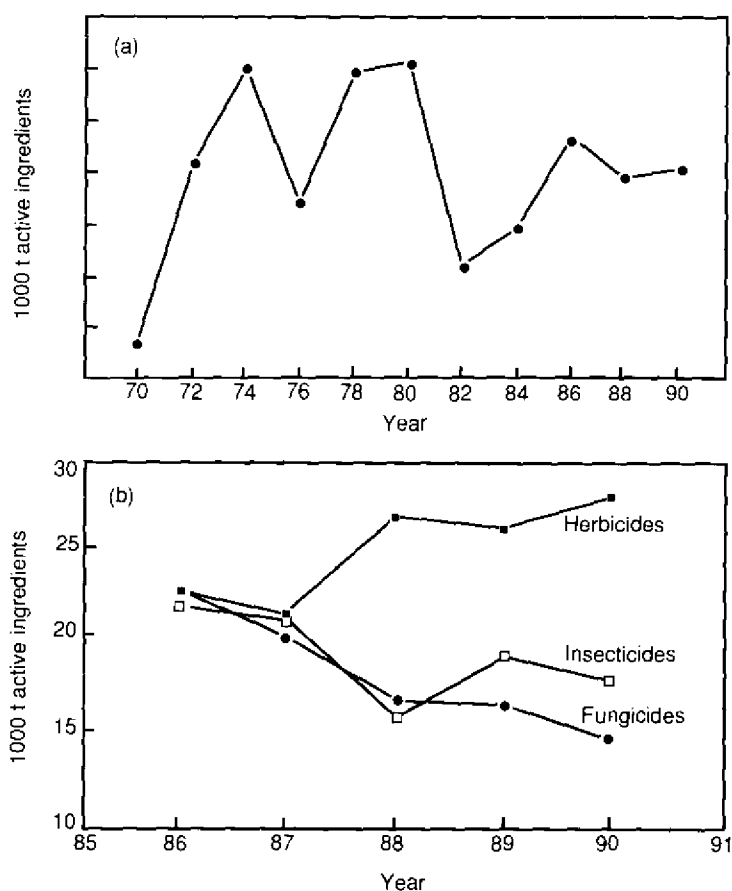 (a)
1000 t active ingredients
70 72 74 76 78 80 82 84 86 88 90
Year
(b)
1000 t active ingredients
30
25
20
15
10
Herbicides
Insecticides
Fungicides
85 86 87 88 89 90 91
Year